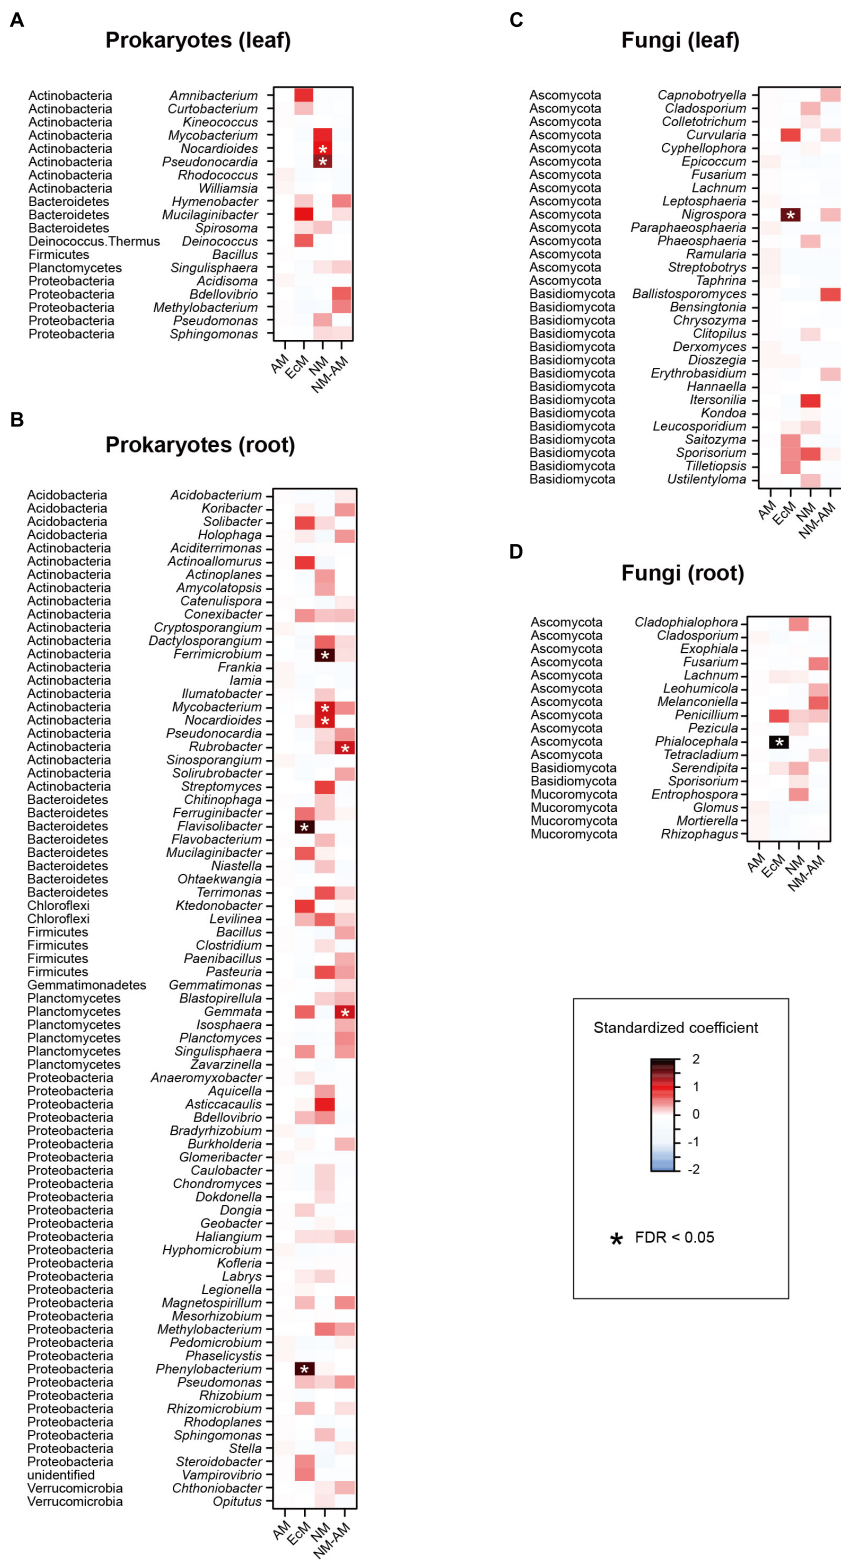 A
Prokaryotes (leaf)
Actinobacteria Amnibacterium
Actinobacteria Curtobacterium
Actinobacteria Kineococcus
Actinobacteria Mycobacterium
Actinobacteria Nocardioides *
Actinobacteria Pseudonocardia *
Actinobacteria Rhodococcus
Actinobacteria Williamsia
Bacteroidetes Hymenobacter
Bacteroidetes Mucilaginibacter
Bacteroidetes Spirosoma
Deinococcus.Thermus Deinococcus
Firmicutes Bacillus
Planctomycetes Singulisphaera
Proteobacteria Acidisoma
Proteobacteria Bdellovibrio
Proteobacteria Methylobacterium
Proteobacteria Pseudomonas
Proteobacteria Sphingomonas
AM EcM NM NM-AM
B
Prokaryotes (root)
Acidobacteria Acidobacterium
Acidobacteria Koribacter
Acidobacteria Solibacter
Acidobacteria Holophaga
Actinobacteria Aciditerrimonas
Actinobacteria Actinoallomurus
Actinobacteria Actinoplanes
Actinobacteria Amycolatopsis
Actinobacteria Catenulispora
Actinobacteria Conexibacter
Actinobacteria Cryptosporangium
Actinobacteria Dactylosporangium
Actinobacteria Ferrimicrobium *
Actinobacteria Frankia
Actinobacteria Iamia
Actinobacteria Ilumatobacter
Actinobacteria Mycobacterium *
Actinobacteria Nocardioides *
Actinobacteria Pseudonocardia
Actinobacteria Rubrobacter *
Actinobacteria Sinosporangium
Actinobacteria Solirubrobacter
Actinobacteria Streptomyces
Bacteroidetes Chitinophaga
Bacteroidetes Ferruginibacter
Bacteroidetes Flavisolibacter *
Bacteroidetes Flavobacterium
Bacteroidetes Mucilaginibacter
Bacteroidetes Niastella
Bacteroidetes Ohtaekwangia
Bacteroidetes Terrimonas
Chloroflexi Ktedonobacter
Chloroflexi Levilinea
Firmicutes Bacillus
Firmicutes Clostridium
Firmicutes Paenibacillus
Firmicutes Pasteuria
Gemmatimonadetes Gemmatimonas
Planctomycetes Blastopirellula
Planctomycetes Gemmata *
Planctomycetes Isosphaera
Planctomycetes Planctomyces
Planctomycetes Singulisphaera
Planctomycetes Zavarzinella
Proteobacteria Anaeromyxobacter
Proteobacteria Aquicella
Proteobacteria Asticcacaulis
Proteobacteria Bdellovibrio
Proteobacteria Bradyrhizobium
Proteobacteria Burkholderia
Proteobacteria Glomeribacter
Proteobacteria Caulobacter
Proteobacteria Chondromyces
Proteobacteria Dokdonella
Proteobacteria Dongia
Proteobacteria Geobacter
Proteobacteria Haliangium
Proteobacteria Hyphomicrobium
Proteobacteria Kofleria
Proteobacteria Labrys
Proteobacteria Legionella
Proteobacteria Magnetospirillum
Proteobacteria Mesorhizobium
Proteobacteria Methylobacterium
Proteobacteria Pedomicrobium
Proteobacteria Phaselicystis
Proteobacteria Phenylobacterium *
Proteobacteria Pseudomonas
Proteobacteria Rhizobium
Proteobacteria Rhizomicrobium
Proteobacteria Rhodoplanes
Proteobacteria Sphingomonas
Proteobacteria Stella
Proteobacteria Steroidobacter
unidentified Vampirovibrio
Verrucomicrobia Chthoniobacter
Verrucomicrobia Opitutus
AM EcM NM NM-AM
C
Fungi (leaf)
Ascomycota Capnobotryella
Ascomycota Cladosporium
Ascomycota Colletotrichum
Ascomycota Curvularia
Ascomycota Cyphellophora
Ascomycota Epicoccum
Ascomycota Fusarium
Ascomycota Lachnum
Ascomycota Leptosphaeria
Ascomycota Nigrospora *
Ascomycota Paraphaeosphaeria
Ascomycota Phaeosphaeria
Ascomycota Ramularia
Ascomycota Streptobotrys
Ascomycota Taphrina
Basidiomycota Ballistosporomyces
Basidiomycota Bensingtonia
Basidiomycota Chrysozyma
Basidiomycota Clitopilus
Basidiomycota Derxomyces
Basidiomycota Dioszegia
Basidiomycota Erythrobasidium
Basidiomycota Hannaella
Basidiomycota Itersonilia
Basidiomycota Kondoa
Basidiomycota Leucosporidium
Basidiomycota Saitozyma
Basidiomycota Sporisorium
Basidiomycota Tilletiopsis
Basidiomycota Ustilentyloma
AM EcM NM NM-AM
D
Fungi (root)
Ascomycota Cladophialophora
Ascomycota Cladosporium
Ascomycota Exophiala
Ascomycota Fusarium
Ascomycota Lachnum
Ascomycota Leohumicola
Ascomycota Melanconiella
Ascomycota Penicillium
Ascomycota Pezicula
Ascomycota Phialocephala *
Ascomycota Tetracladium
Basidiomycota Serendipita
Basidiomycota Sporisorium
Mucoromycota Entrophospora
Mucoromycota Glomus
Mucoromycota Mortierella
Mucoromycota Rhizophagus
AM EcM NM NM-AM
Standardized coefficient
2
1
0
-1
-2
* FDR < 0.05